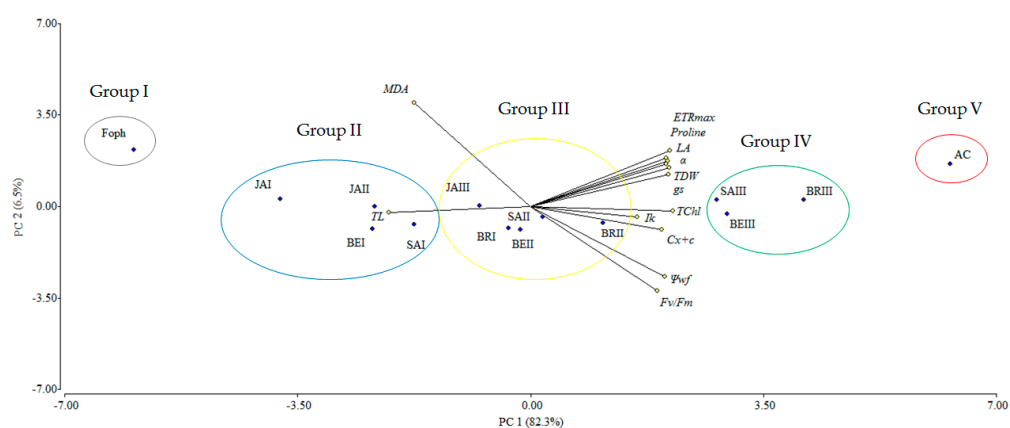 7.00
Group I
Foph
Group II
MDA
Group III
ETRmax
Proline
LA
α
TDW
gs
Group IV
Group V
AC
3.50
JAI
JAII
JAIII
SAIII
BRIII
PC 2 (6.5%)
0.00
TL
SAII
Ik
TChl
BEIII
BEI
SAI
BRI
BEII
BRII
Cx+c
Ψwf
Fv/Fm
-3.50
-7.00
-7.00
-3.50
0.00
3.50
7.00
PC 1 (82.3%)